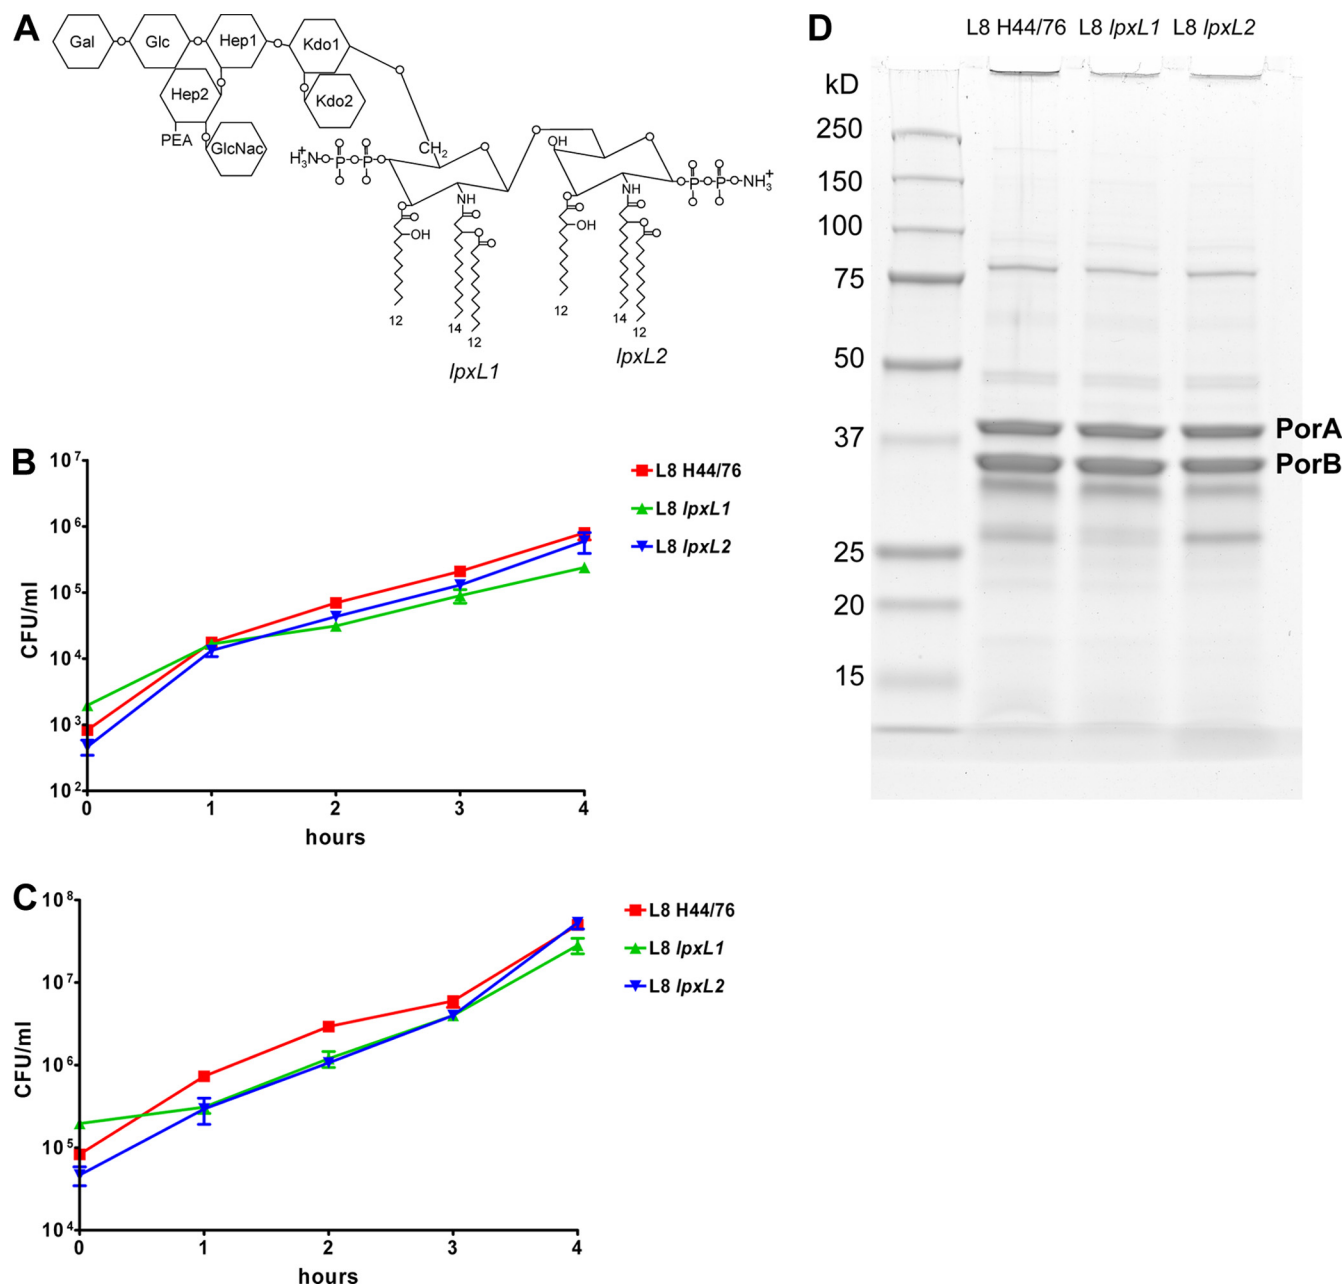 A
Gal
Glc
Hep1
Kdo1
Hep2
Kdo2
PEA
GlcNac
CH2
H3N+
P
P
OH
P
P
NH3+
NH
NH
OH
OH
12
14
12
12
14
12
lpxL1
lpxL2
B
10^7
10^6
10^5
10^4
10^3
10^2
CFU/ml
0 1 2 3 4
hours
L8 H44/76
L8 lpxL1
L8 lpxL2
C
10^8
10^7
10^6
10^5
10^4
CFU/ml
0 1 2 3 4
hours
L8 H44/76
L8 lpxL1
L8 lpxL2
D
L8 H44/76 L8 lpxL1 L8 lpxL2
kD
250
150
100
75
50
37
25
20
15
PorA
PorB